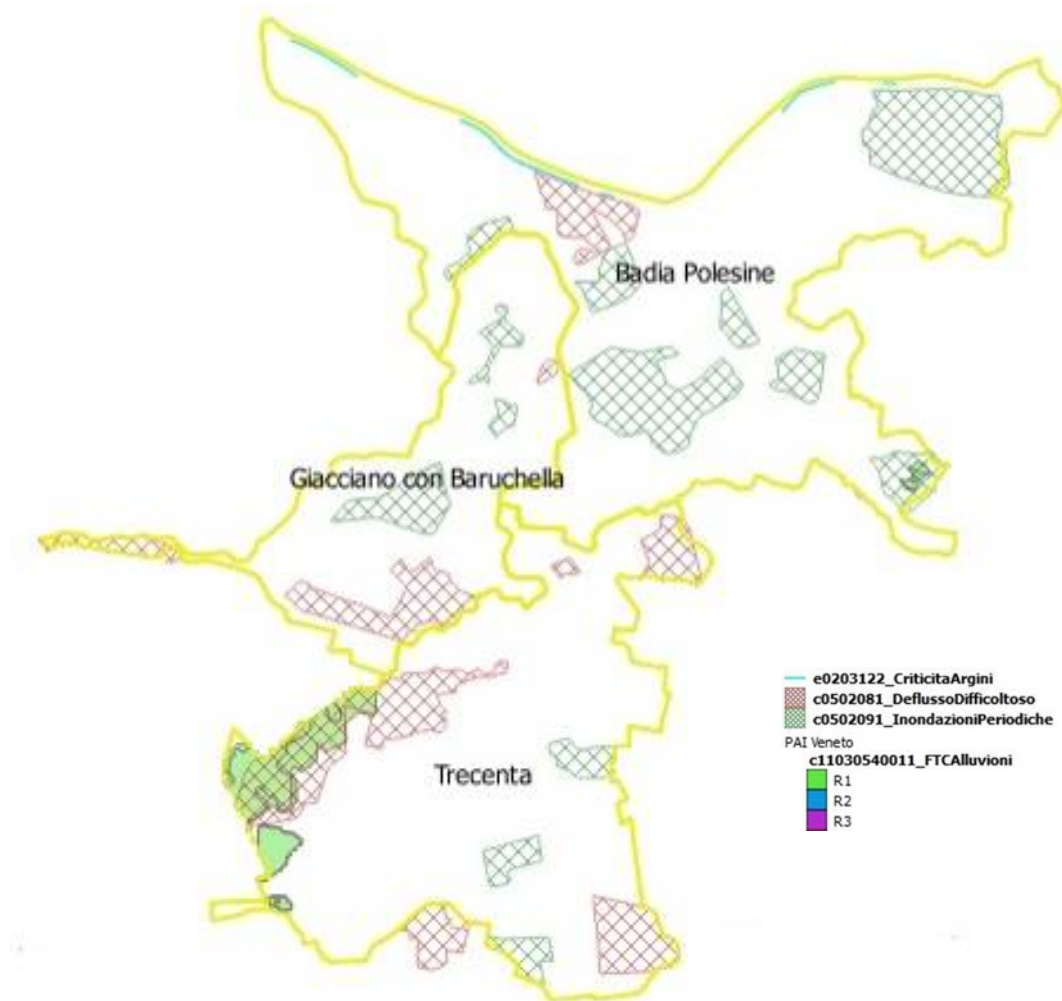 Badia Polesine
Giacciano con Baruchella
Trecenta
e0203122_CriticitaArgini
c0502081_DeflussoDifficoltoso
c0502091_InondazioniPeriodiche
PAI Veneto
c11030540011_FTCAlluvioni
R1
R2
R3